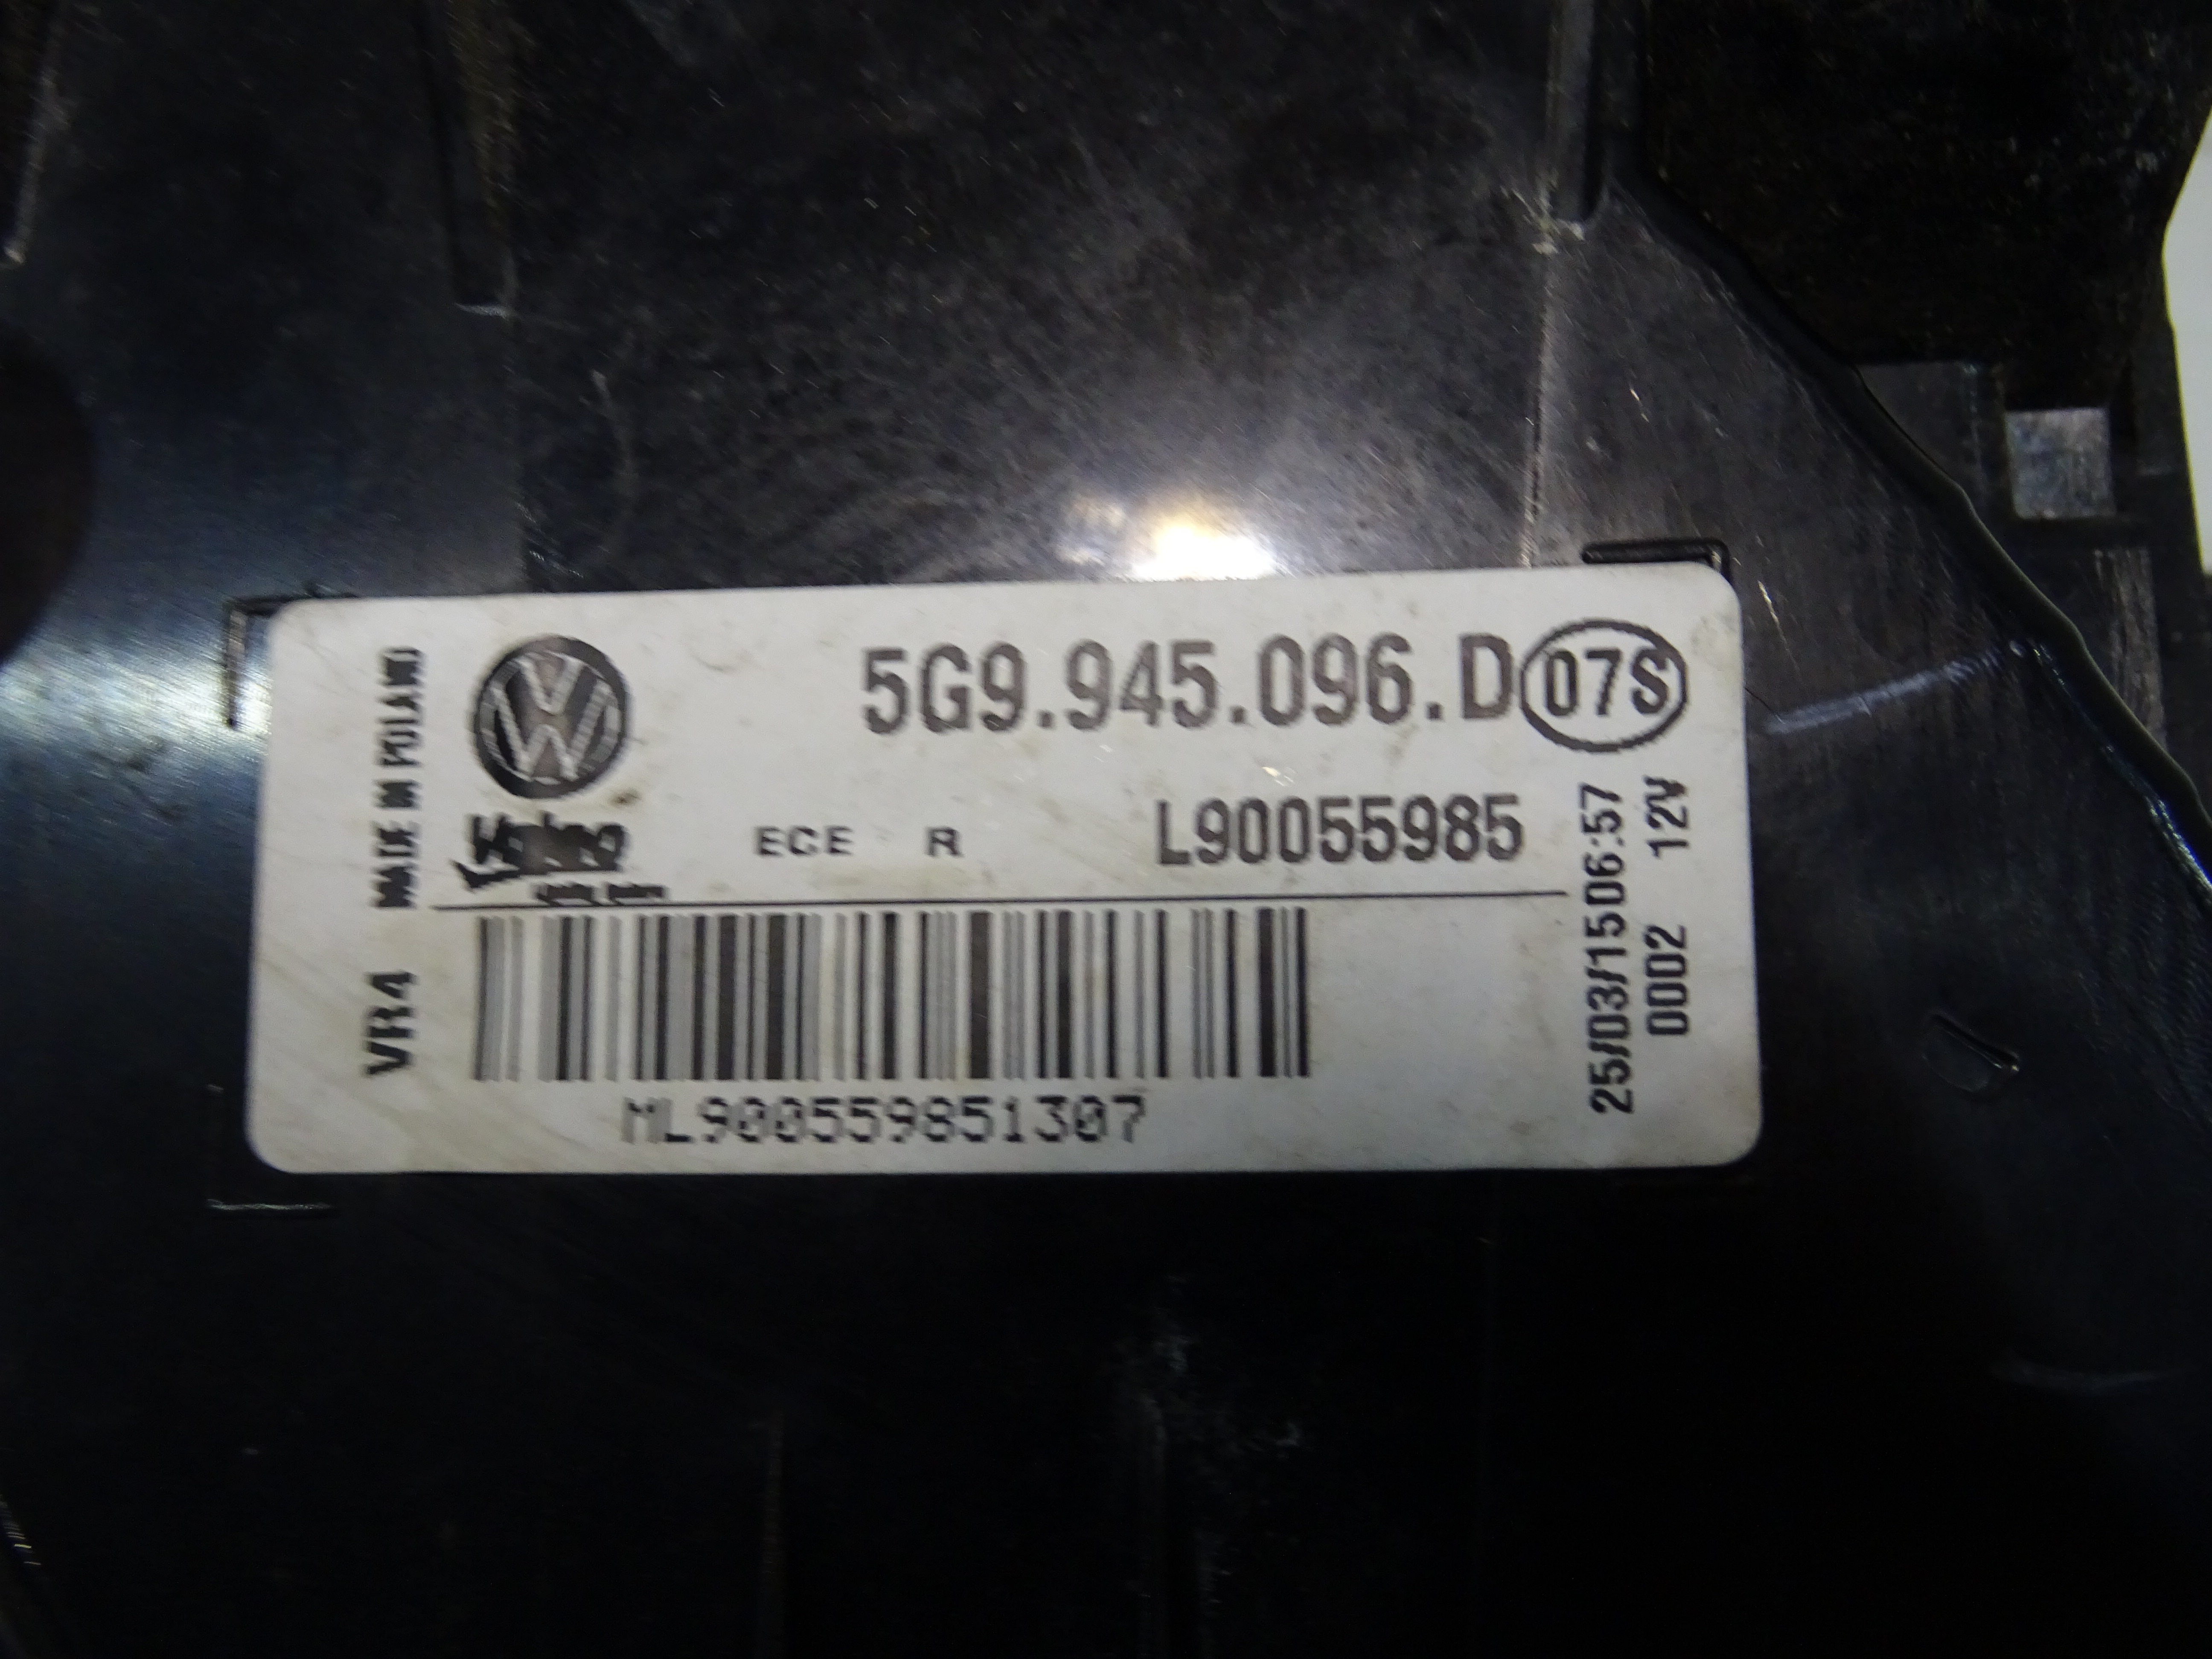 5G9.945.096.D 07S
MADE IN POLAND
Valeo
ECE R L90055985
25/03/15 06:57
0002 12V
VR4
ML900559851307